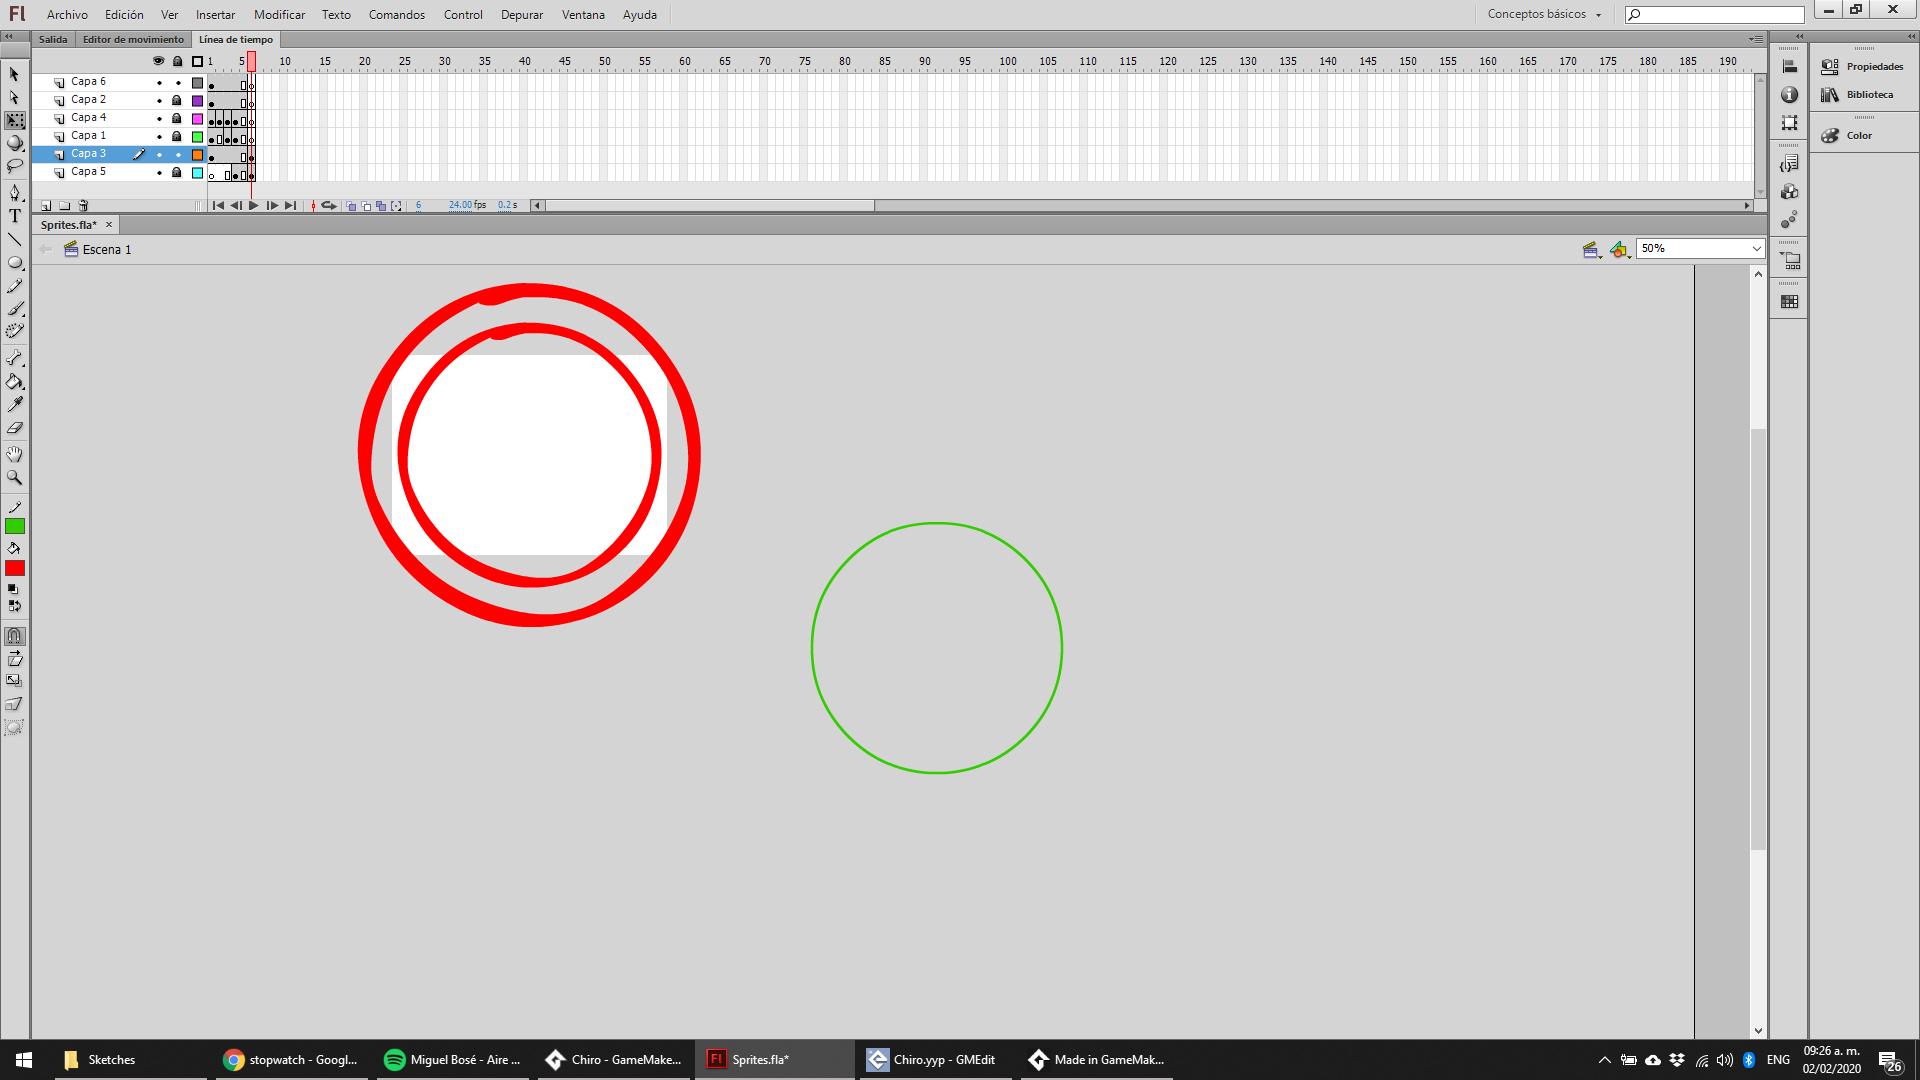 Fl Archivo Edición Ver Insertar Modificar Texto Comandos Control Depurar Ventana Ayuda Conceptos básicos
Salida Editor de movimiento Línea de tiempo
1 5 10 15 20 25 30 35 40 45 50 55 60 65 70 75 80 85 90 95 100 105 110 115 120 125 130 135 140 145 150 155 160 165 170 175 180 185 190
Capa 6
Capa 2
Capa 4
Capa 1
Capa 3
Capa 5
6 24.00 fps 0.2 s
Sprites.fla* ×
Escena 1 50%
Propiedades
Biblioteca
Color
T
Sketches stopwatch - Googl... Miguel Bosé - Aire ... Chiro - GameMake... Fl Sprites.fla* Chiro.yyp - GMEdit Made in GameMak... ENG 09:26 a. m.
02/02/2020 26